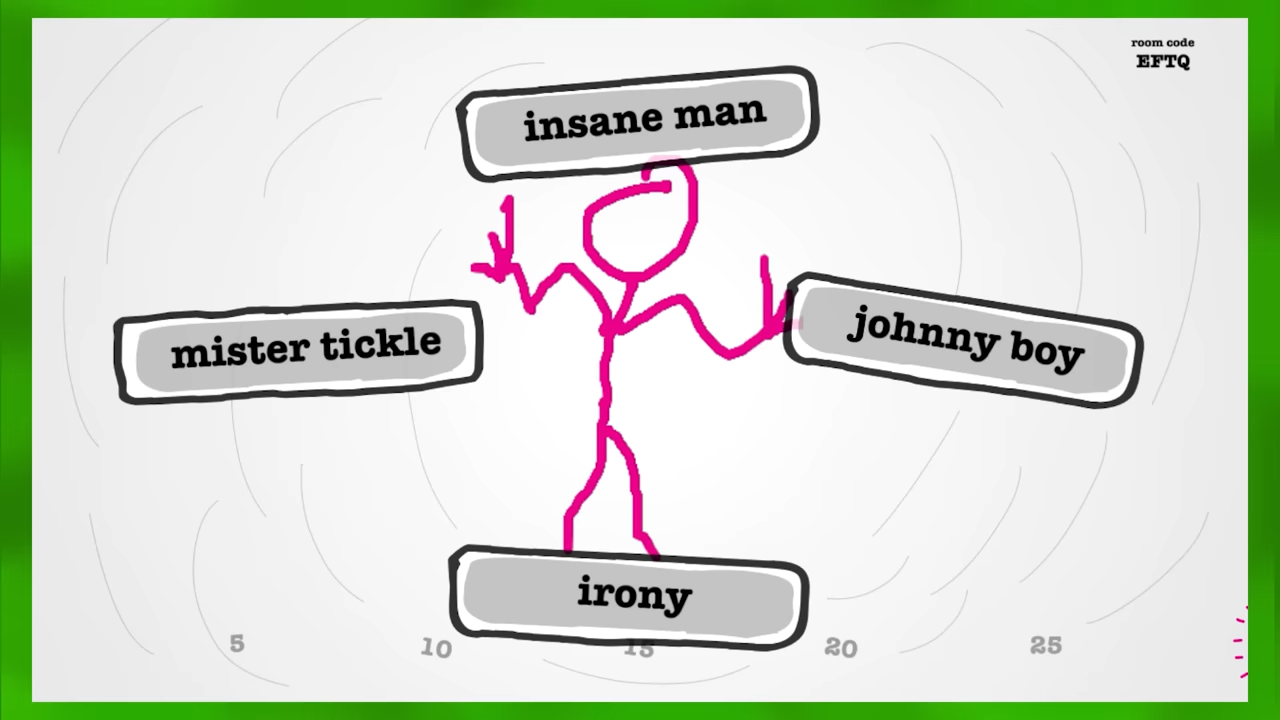 room code
EFTQ
insane man
mister tickle
johnny boy
irony
5 10 15 20 25